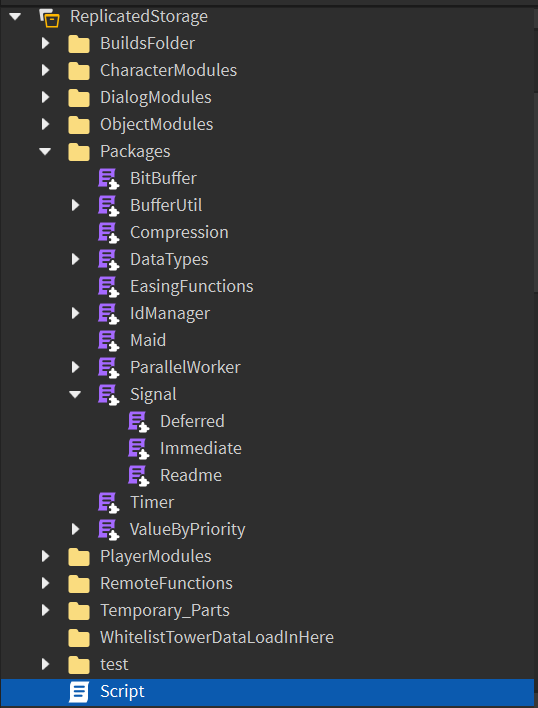 ReplicatedStorage
BuildsFolder
CharacterModules
DialogModules
ObjectModules
Packages
BitBuffer
BufferUtil
Compression
DataTypes
EasingFunctions
IdManager
Maid
ParallelWorker
Signal
Deferred
Immediate
Readme
Timer
ValueByPriority
PlayerModules
RemoteFunctions
Temporary_Parts
WhitelistTowerDataLoadInHere
test
Script